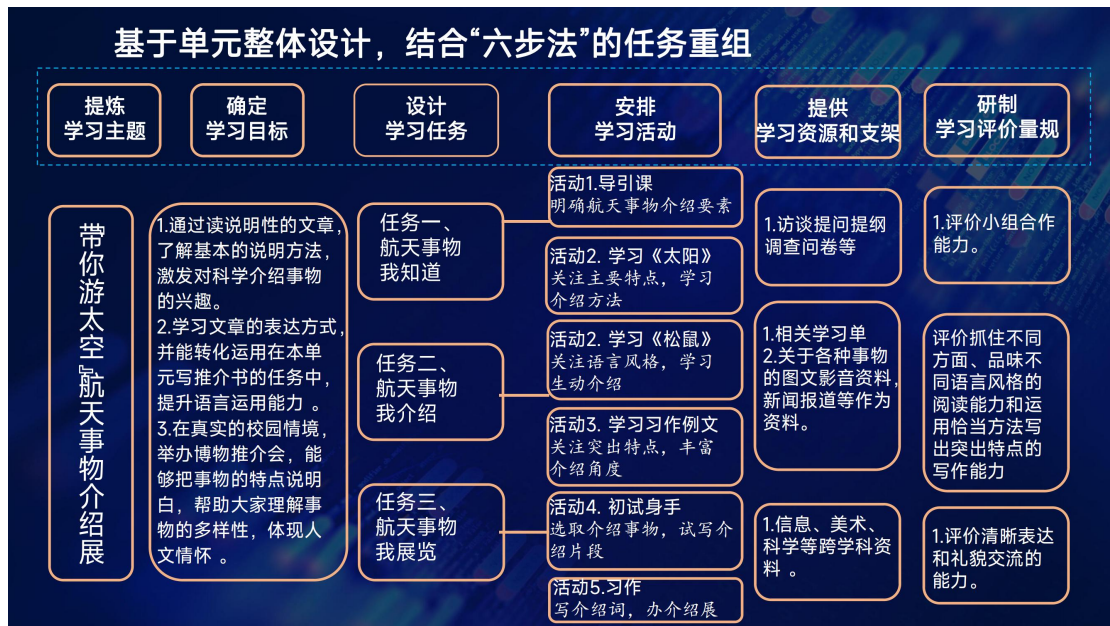 基于单元整体设计，结合“六步法”的任务重组
提炼
学习主题
确定
学习目标
设计
学习任务
安排
学习活动
提供
学习资源和支架
研制
学习评价量规
带你游太空』航天事物介绍展
1.通过读说明性的文章，
了解基本的说明方法，
激发对科学介绍事物
的兴趣。
2.学习文章的表达方式，
并能转化运用在本单
元写推介书的任务中，
提升语言运用能力 。
3.在真实的校园情境，
举办博物推介会，能
够把事物的特点说明
白，帮助大家理解事
物的多样性，体现人
文情怀 。
任务一、
航天事物
我知道
任务二、
航天事物
我介绍
任务三、
航天事物
我展览
活动1.导引课
明确航天事物介绍要素
活动2. 学习《太阳》
关注主要特点，学习
介绍方法
活动2. 学习《松鼠》
关注语言风格，学习
生动介绍
活动3. 学习习作例文
关注突出特点，丰富
介绍角度
活动4. 初试身手
选取介绍事物，试写介
绍片段
活动5.习作
写介绍词，办介绍展
1.访谈提问提纲
调查问卷等
1.相关学习单
2.关于各种事物
的图文影音资料，
新闻报道等作为
资料。
1.信息、美术、
科学等跨学科资
料 。
1.评价小组合作
能力。
评价抓住不同
方面、品味不
同语言风格的
阅读能力和运
用恰当方法写
出突出特点的
写作能力
1.评价清晰表达
和礼貌交流的
能力。